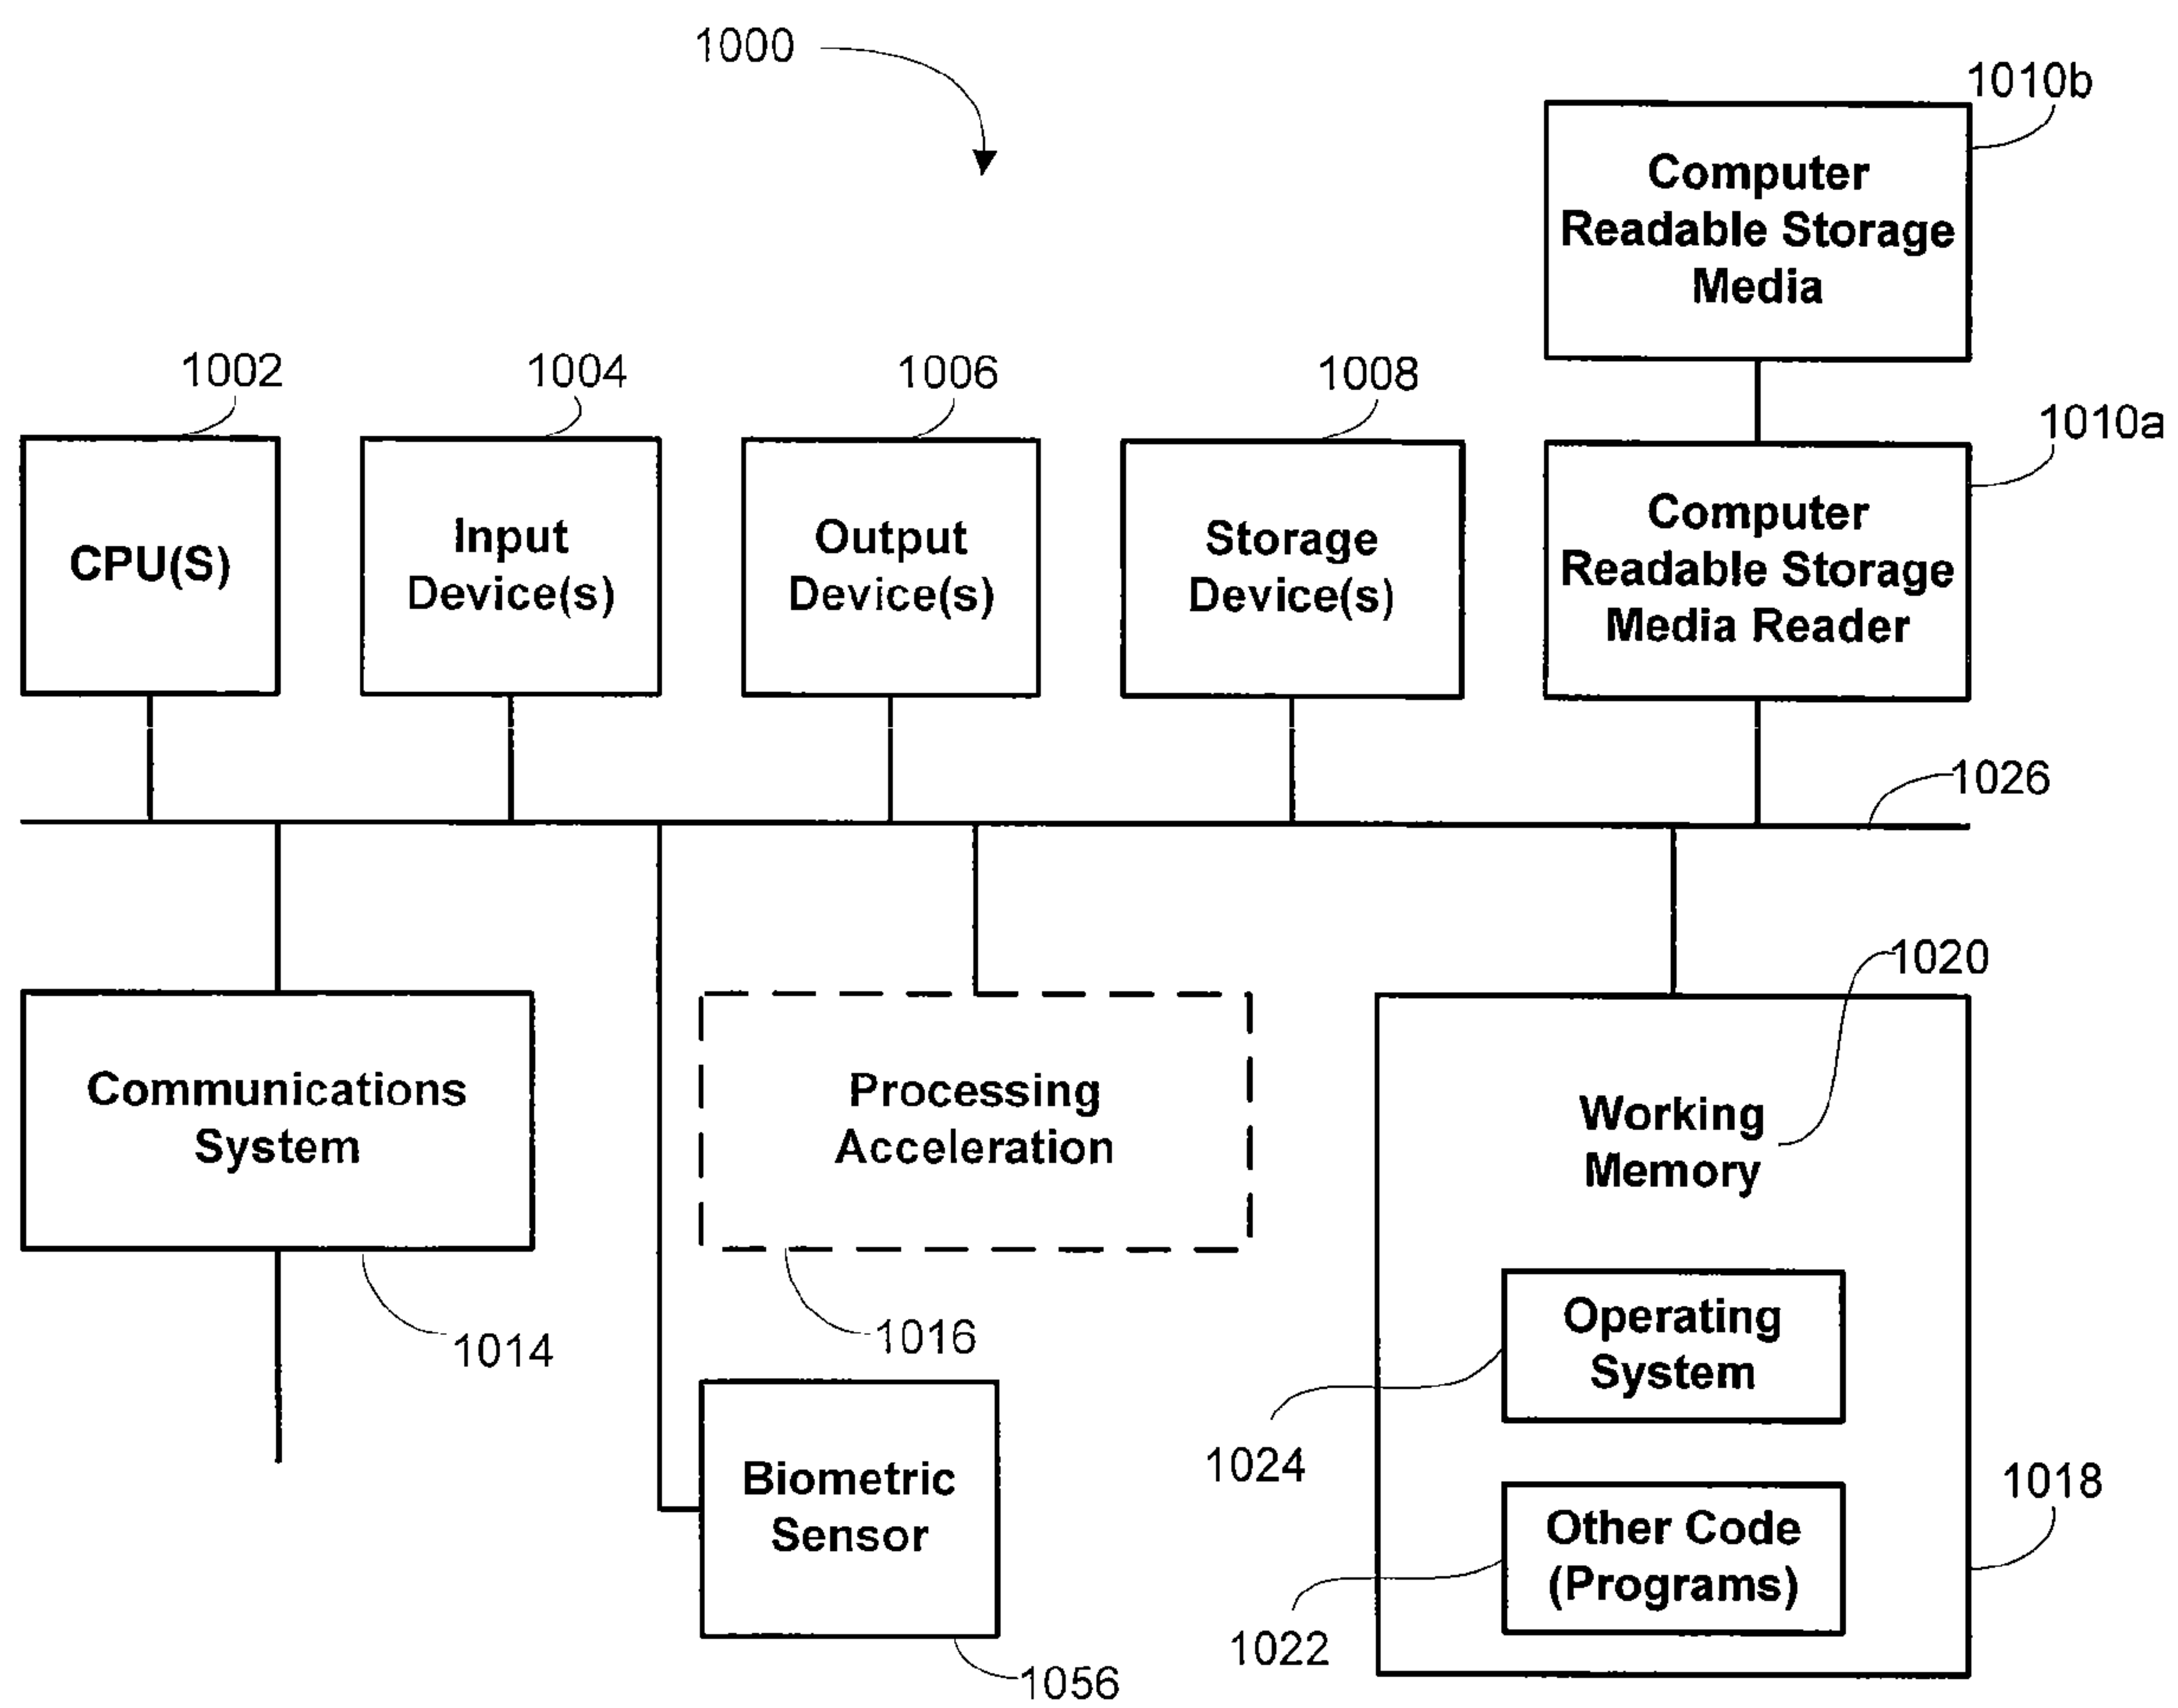 1000
1010b
Computer
Readable Storage
Media
1002
1004
1006
1008
1010a
CPU(S)
Input
Device(s)
Output
Device(s)
Storage
Device(s)
Computer
Readable Storage
Media Reader
1026
1020
Communications
System
Processing
Acceleration
Working
Memory
1014
1016
Operating
System
1024
Biometric
Sensor
1018
Other Code
(Programs)
1022
1056